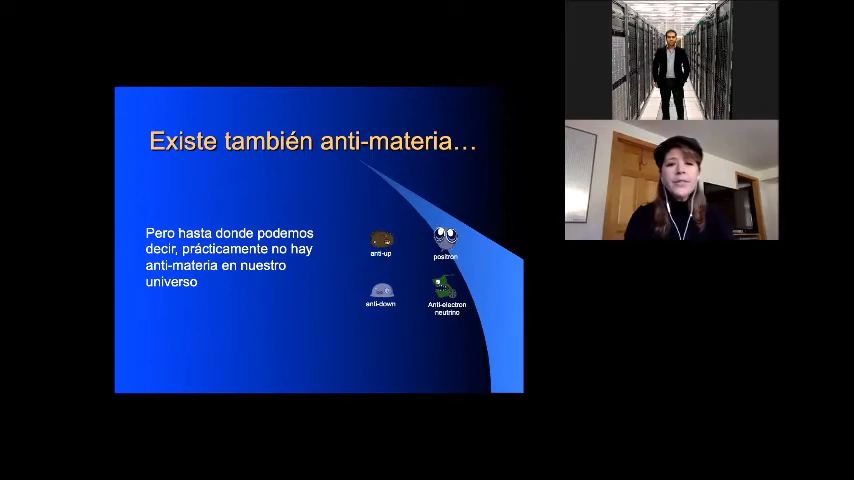 Existe también anti-materia…
Pero hasta donde podemos
decir, prácticamente no hay
anti-materia en nuestro
universo
anti-up
positron
anti-down
Anti-electron
neutrino